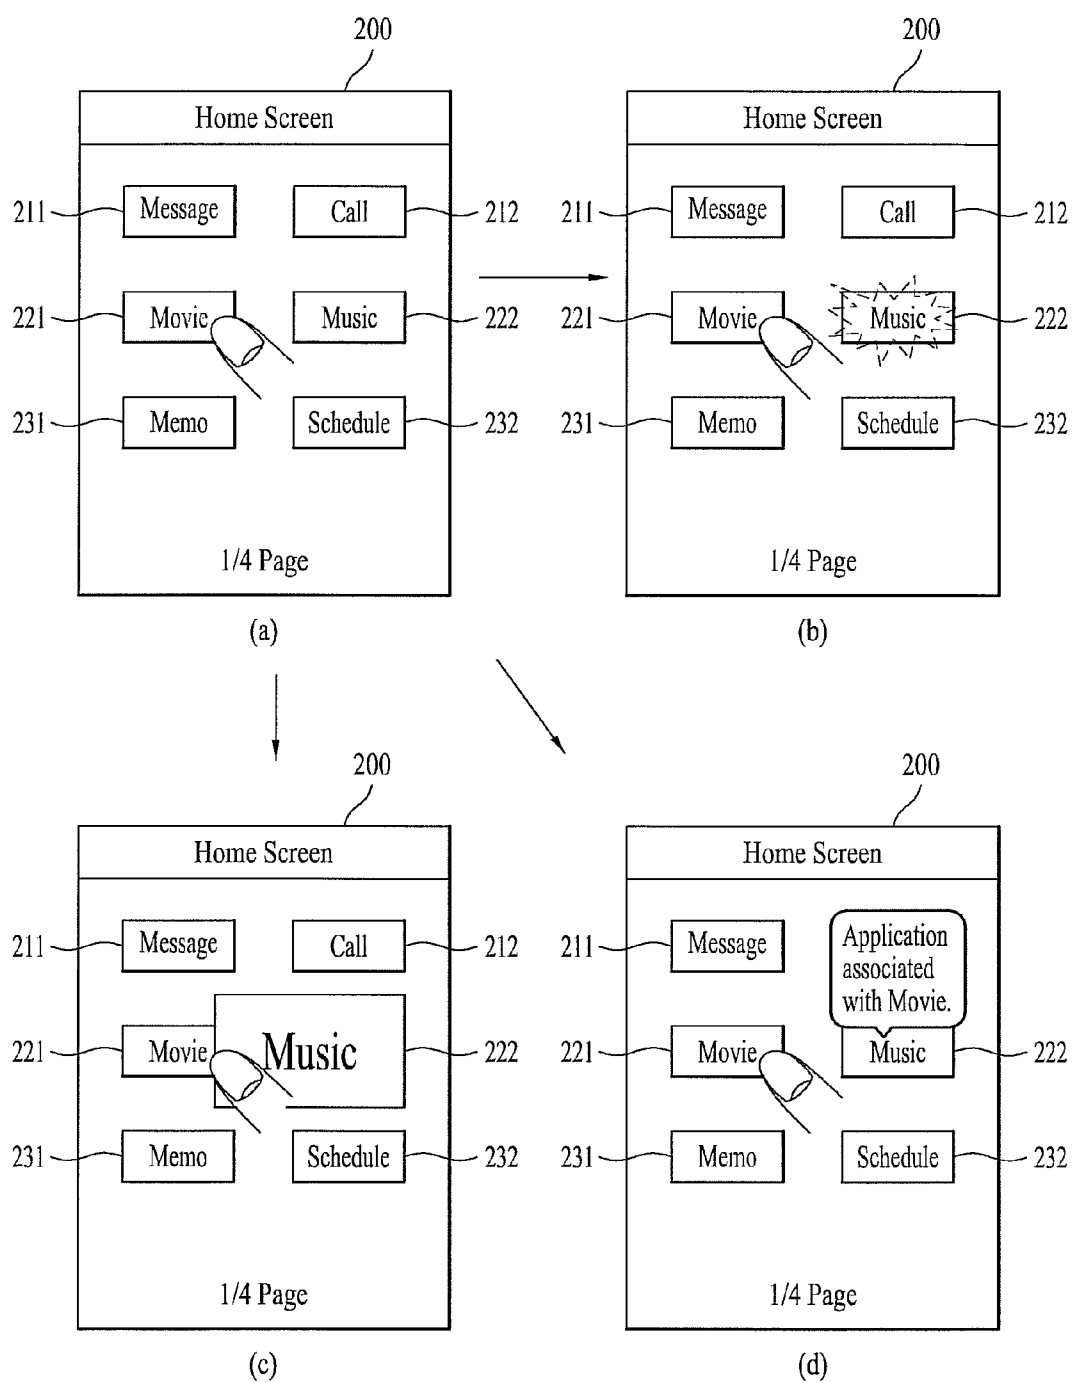 200 200
Home Screen Home Screen
211 Message Call 212 211 Message Call 212
221 Movie Music 222 221 Movie Music 222
231 Memo Schedule 232 231 Memo Schedule 232
1/4 Page 1/4 Page
(a) (b)
200 200
Home Screen Home Screen
211 Message Call 212 211 Message Application
associated
with Movie.
221 Movie Music 222 221 Movie Music 222
231 Memo Schedule 232 231 Memo Schedule 232
1/4 Page 1/4 Page
(c) (d)